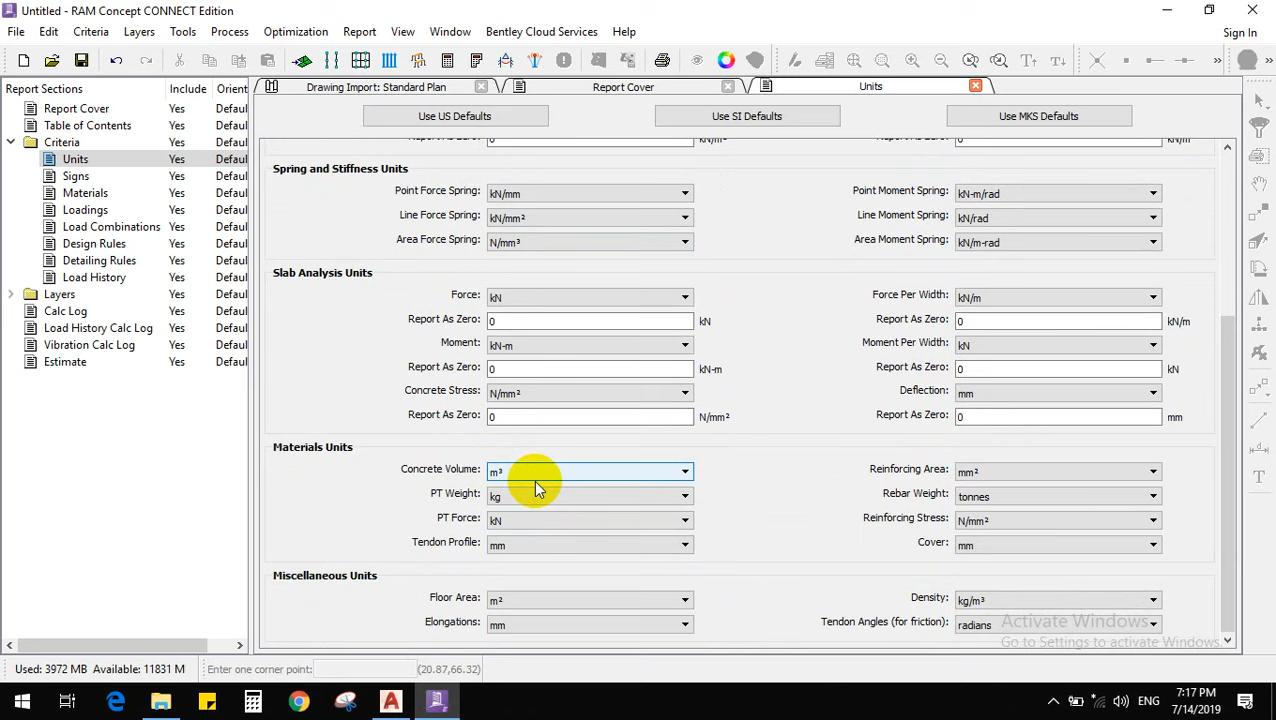 Untitled - RAM Concept CONNECT Edition
File Edit Criteria Layers Tools Process Optimization Report View Window Bentley Cloud Services Help
Sign In
Report Sections Include Orient
Report Cover Yes Defaul
Table of Contents Yes Defaul
Criteria Yes Defaul
Units Yes Defaul
Signs Yes Defaul
Materials Yes Defaul
Loadings Yes Defaul
Load Combinations Yes Defaul
Design Rules Yes Defaul
Detailing Rules Yes Defaul
Load History Yes Defaul
Layers Yes Defaul
Calc Log Yes Defaul
Load History Calc Log Yes Defaul
Vibration Calc Log Yes Defaul
Estimate Yes Defaul
Drawing Import: Standard Plan Report Cover Units
Use US Defaults Use SI Defaults Use MKS Defaults
Report As Zero: 0 kN/m² Report As Zero: 0 kN/m
Spring and Stiffness Units
Point Force Spring: kN/mm Point Moment Spring: kN-m/rad
Line Force Spring: kN/mm² Line Moment Spring: kN/rad
Area Force Spring: N/mm³ Area Moment Spring: kN/m-rad
Slab Analysis Units
Force: kN Force Per Width: kN/m
Report As Zero: 0 kN Report As Zero: 0 kN/m
Moment: kN-m Moment Per Width: kN
Report As Zero: 0 kN-m Report As Zero: 0 kN
Concrete Stress: N/mm² Deflection: mm
Report As Zero: 0 N/mm² Report As Zero: 0 mm
Materials Units
Concrete Volume: m³ Reinforcing Area: mm²
PT Weight: kg Rebar Weight: tonnes
PT Force: kN Reinforcing Stress: N/mm²
Tendon Profile: mm Cover: mm
Miscellaneous Units
Floor Area: m² Density: kg/m³
Elongations: mm Tendon Angles (for friction): radians
Activate Windows
Go to Settings to activate Windows.
Used: 3972 MB Available: 11831 M Enter one corner point: (20.87,66.32)
ENG 7:17 PM
7/14/2019